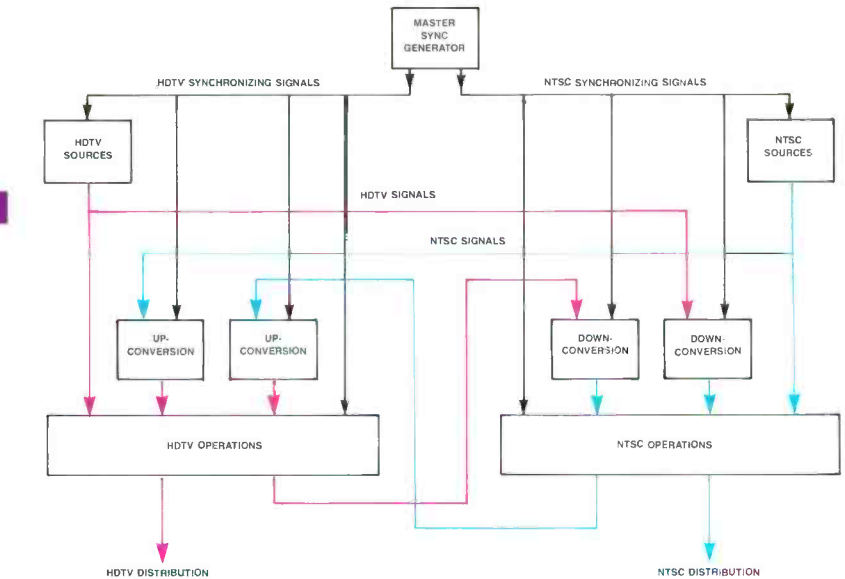 MASTER
SYNC
GENERATOR
HDTV SYNCHRONIZING SIGNALS
NTSC SYNCHRONIZING SIGNALS
HDTV
SOURCES
NTSC
SOURCES
HDTV SIGNALS
NTSC SIGNALS
UP-
CONVERSION
UP-
CONVERSION
DOWN-
CONVERSION
DOWN-
CONVERSION
HDTV OPERATIONS
NTSC OPERATIONS
HDTV DISTRIBUTION
NTSC DISTRIBUTION